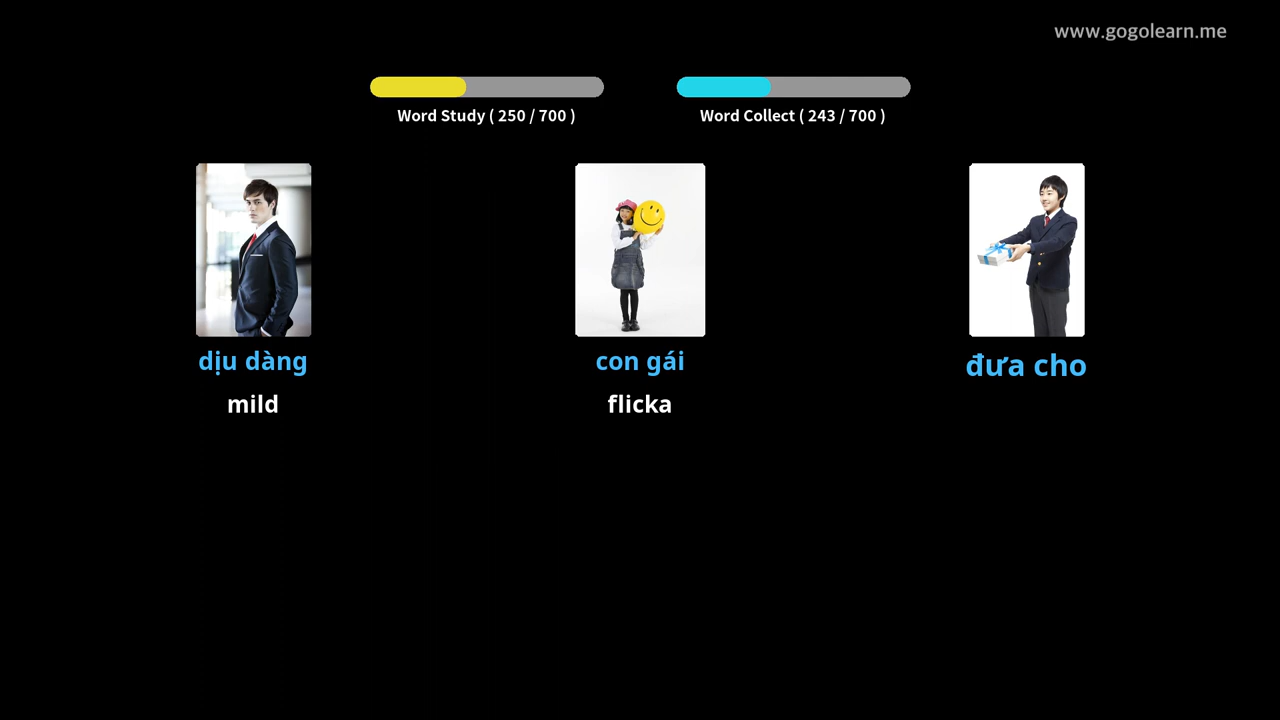 www.gogolearn.me
Word Study ( 250 / 700 )
Word Collect ( 243 / 700 )
dịu dàng
mild
con gái
flicka
đưa cho